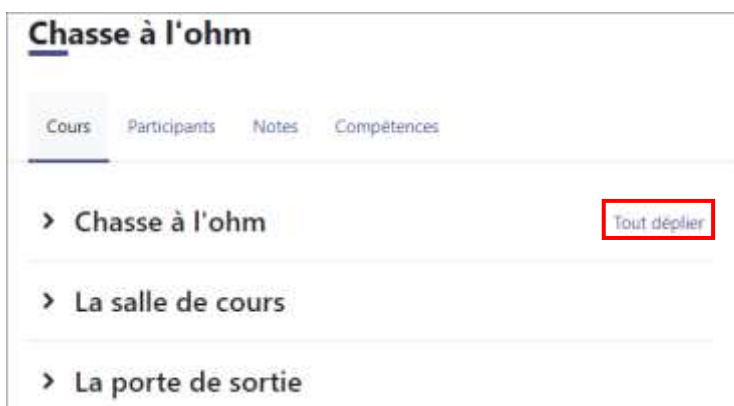 Chasse à l'ohm
Cours Participants Notes Compétences
Chasse à l'ohm Tout déplier
La salle de cours
La porte de sortie